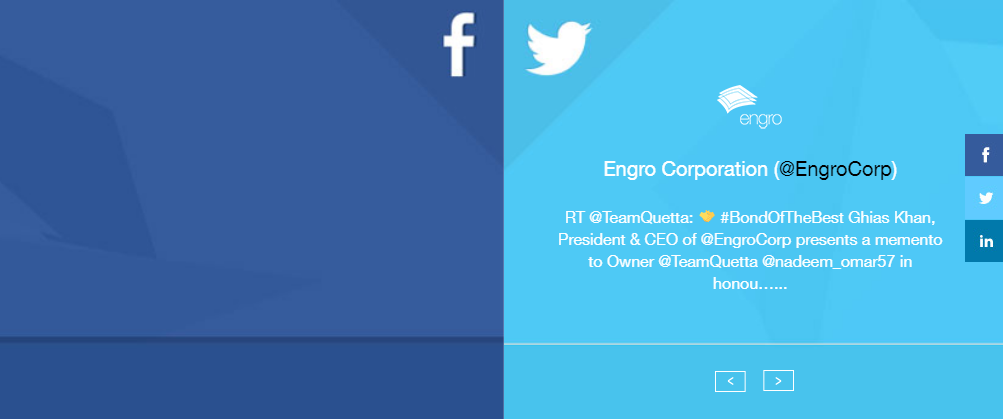 f
engro
Engro Corporation (@EngroCorp)
RT @TeamQuetta: 🤝 #BondOfTheBest Ghias Khan,
President & CEO of @EngroCorp presents a memento
to Owner @TeamQuetta @nadeem_omar57 in
honou…...
< >
f
in